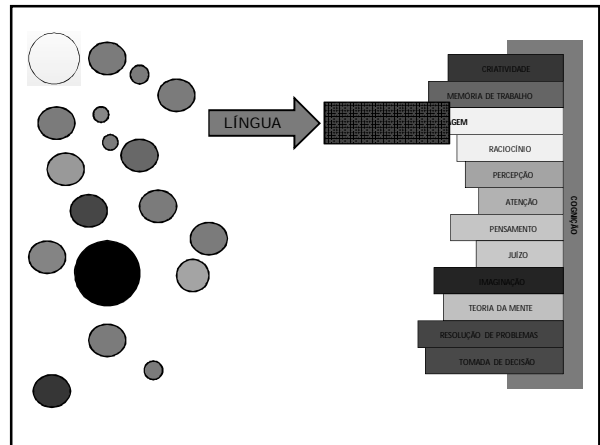 LÍNGUA
CRIATIVIDADE
MEMÓRIA DE TRABALHO
AGEM
RACIOCÍNIO
PERCEPÇÃO
ATENÇÃO
PENSAMENTO
JUÍZO
IMAGINAÇÃO
TEORIA DA MENTE
RESOLUÇÃO DE PROBLEMAS
TOMADA DE DECISÃO
COGNIÇÃO